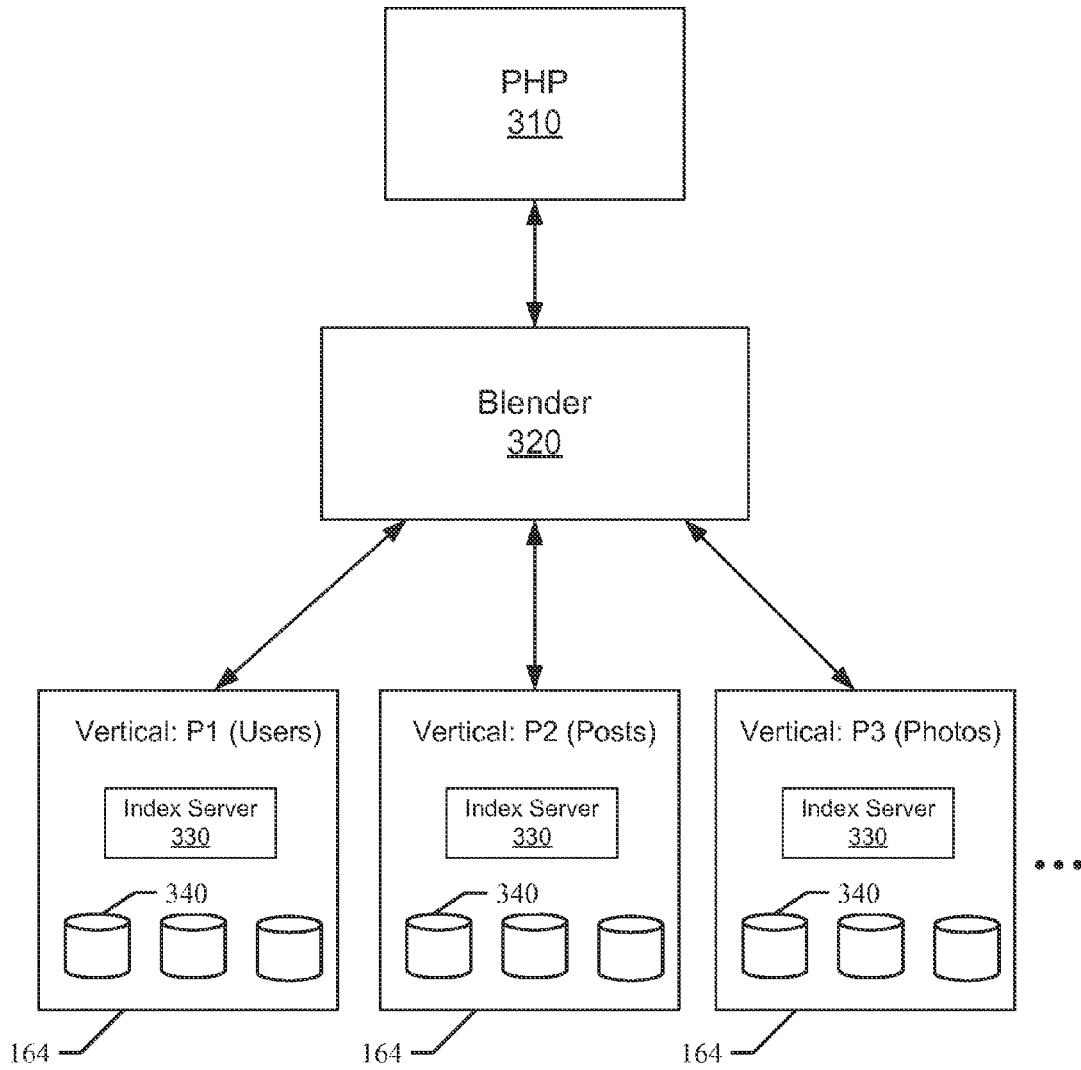 PHP
310
Blender
320
Vertical: P1 (Users)
Vertical: P2 (Posts)
Vertical: P3 (Photos)
Index Server
330
Index Server
330
Index Server
330
340
340
340
164
164
164